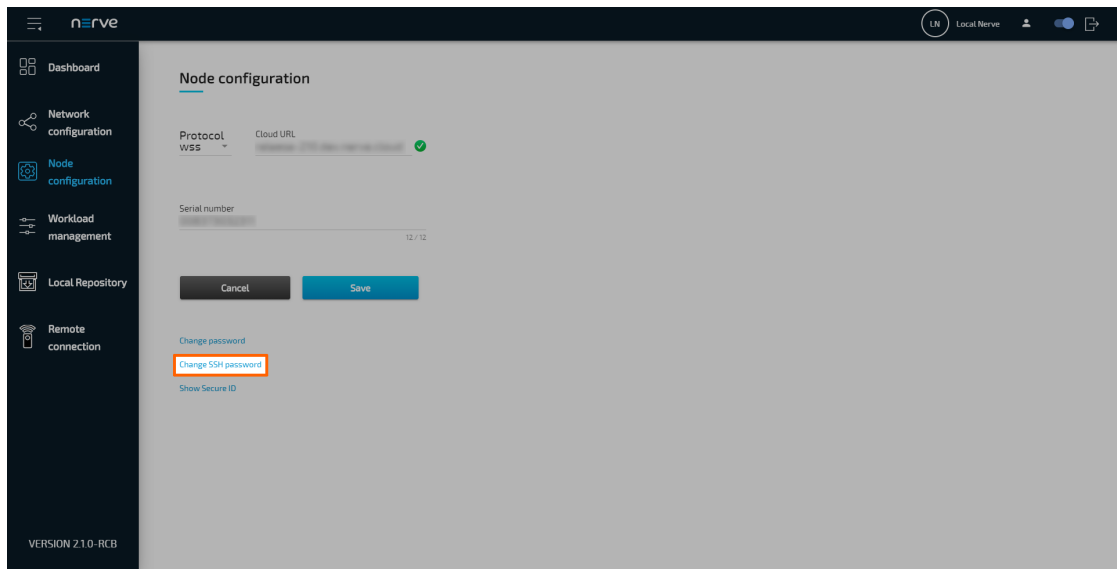 nerve
LN Local Nerve
Dashboard
Network
configuration
Node
configuration
Workload
management
Local Repository
Remote
connection
VERSION 2.1.0-RCB
Node configuration
Protocol
wss
Cloud URL
Serial number
12 / 12
Cancel Save
Change password
Change SSH password
Show Secure ID